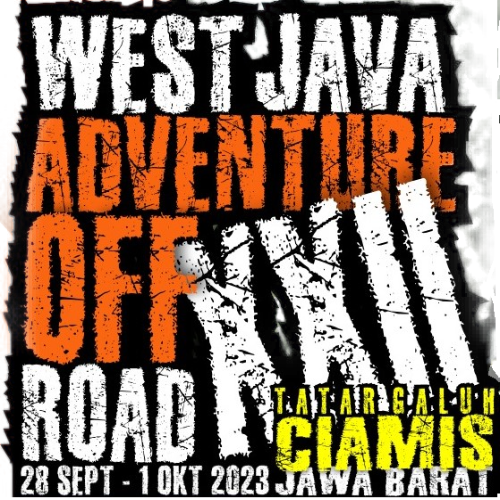 WEST JAVA
ADVENTURE
OFF XXII
ROAD
TATAR GALUH
CIAMIS
28 SEPT - 1 OKT 2023 JAWA BARAT